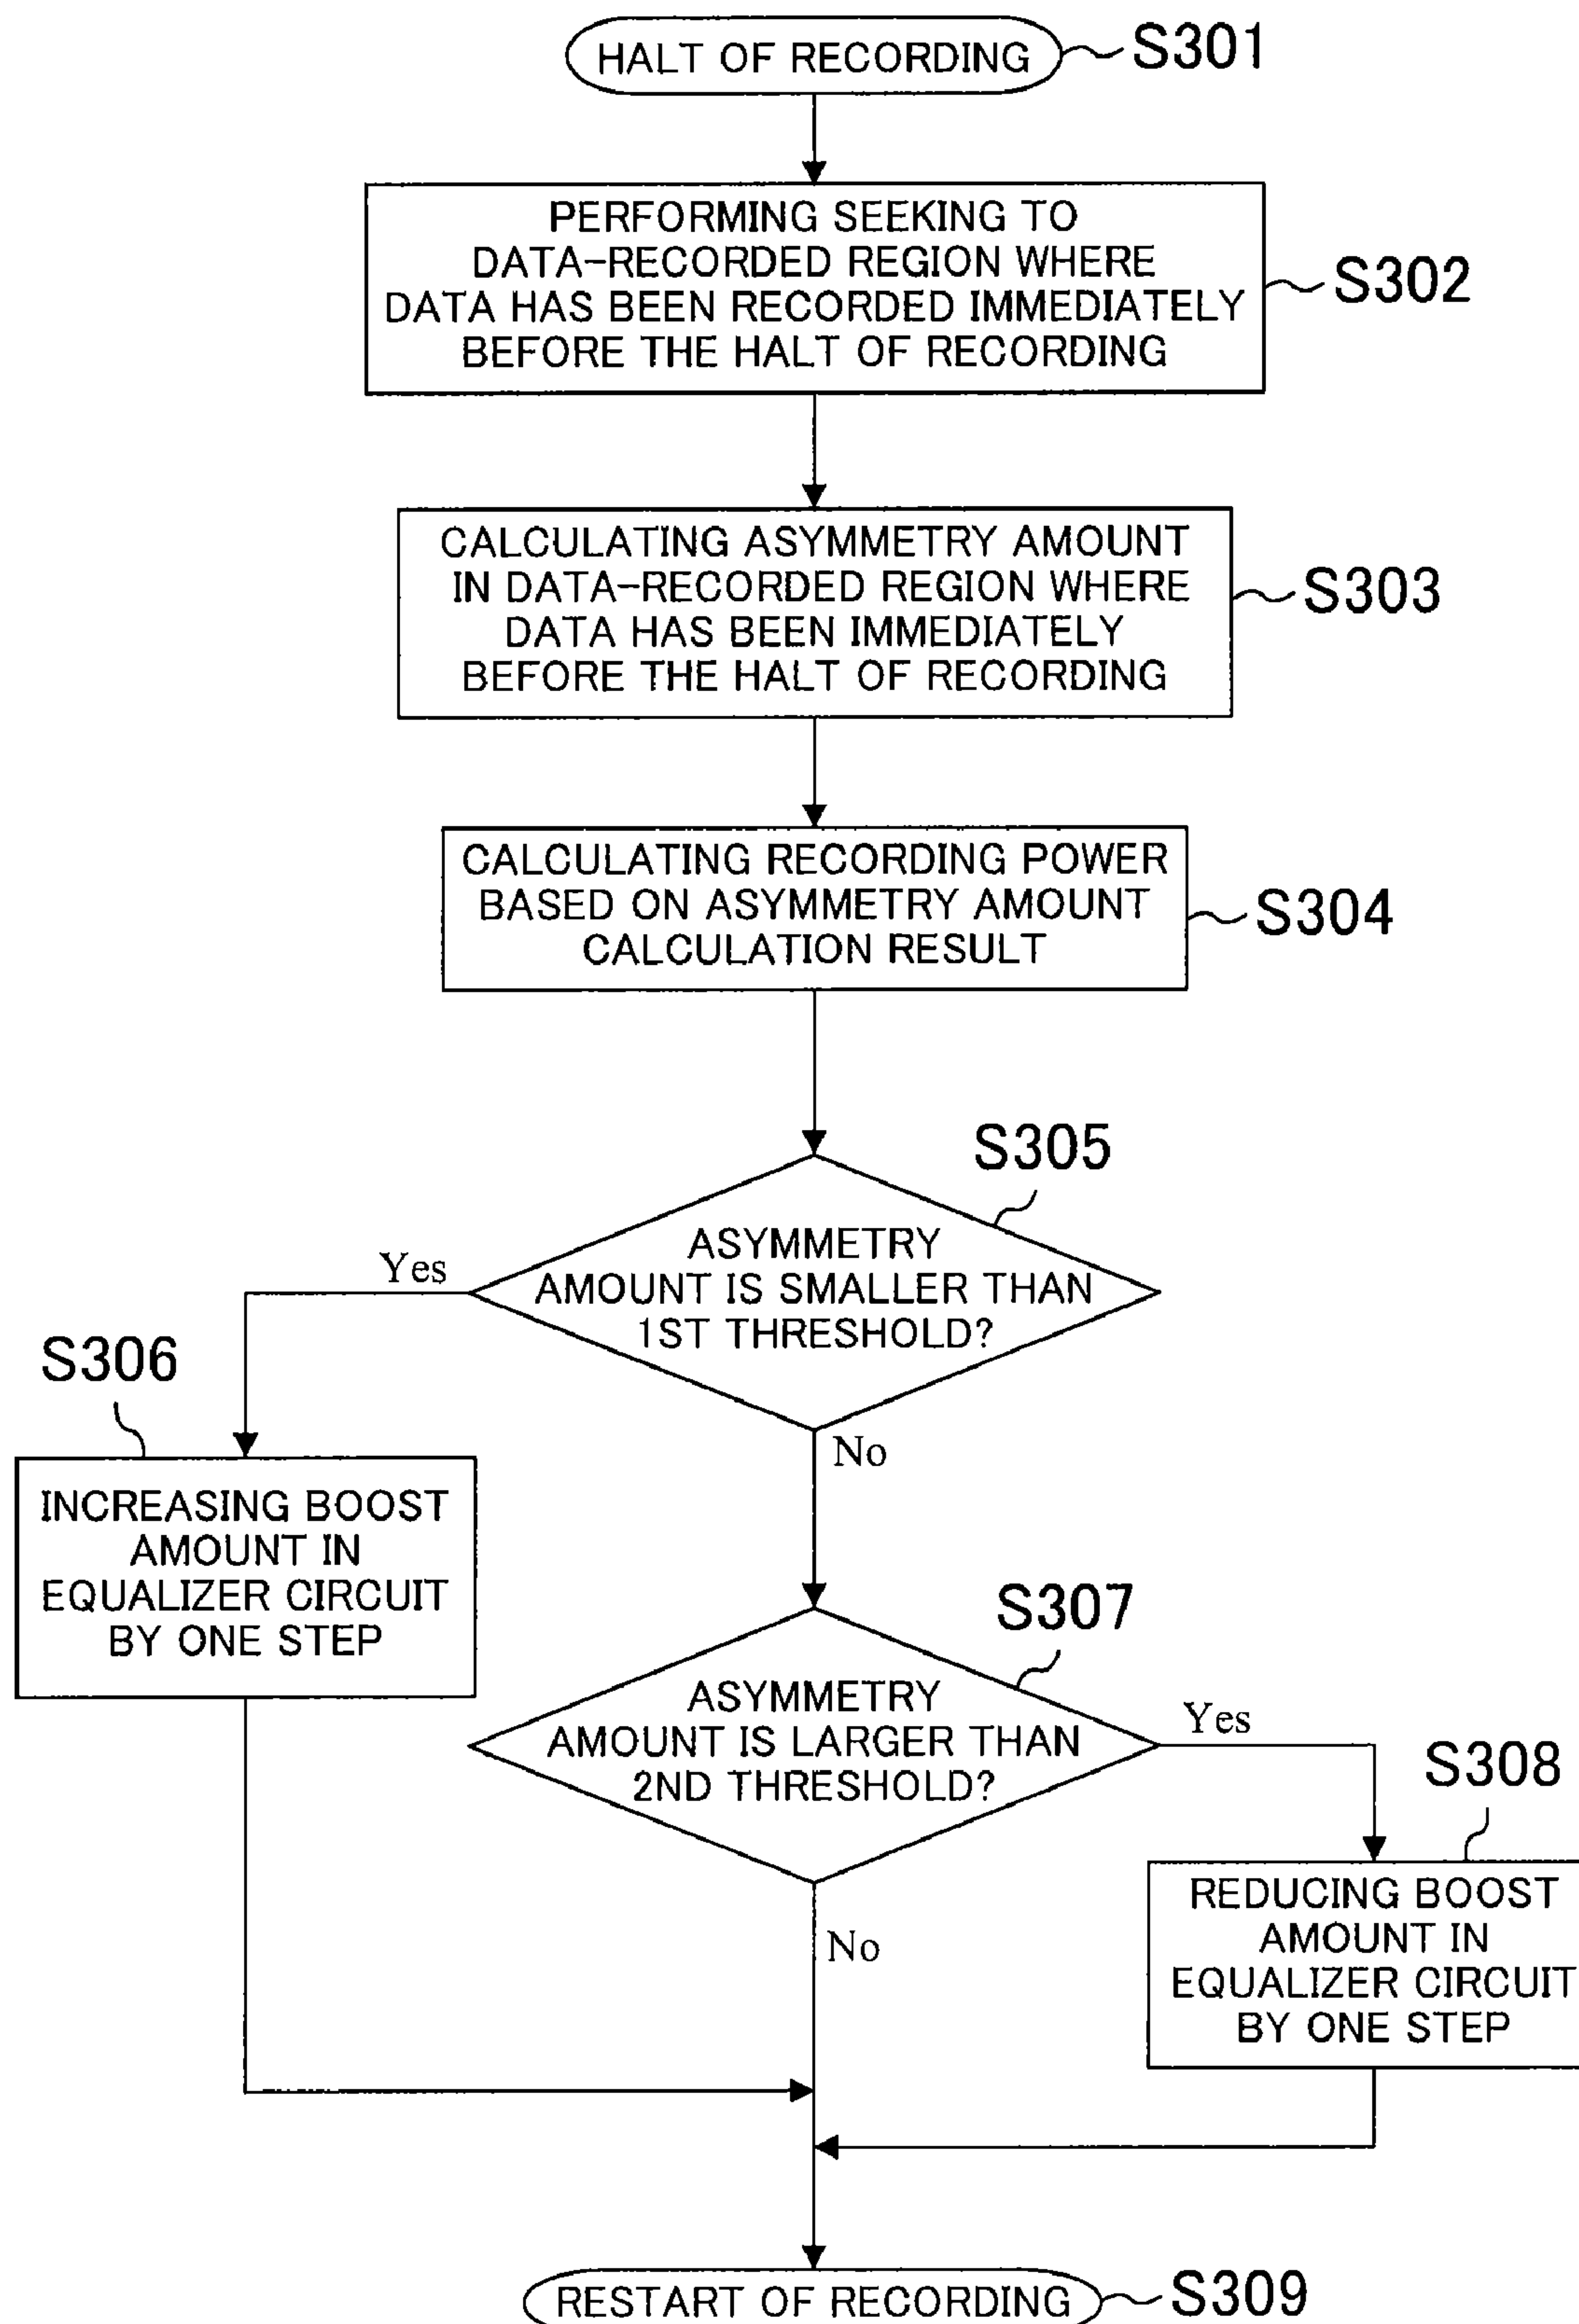 HALT OF RECORDING
S301
PERFORMING SEEKING TO
DATA-RECORDED REGION WHERE
DATA HAS BEEN RECORDED IMMEDIATELY
BEFORE THE HALT OF RECORDING
S302
CALCULATING ASYMMETRY AMOUNT
IN DATA-RECORDED REGION WHERE
DATA HAS BEEN IMMEDIATELY
BEFORE THE HALT OF RECORDING
S303
CALCULATING RECORDING POWER
BASED ON ASYMMETRY AMOUNT
CALCULATION RESULT
S304
S305
ASYMMETRY
AMOUNT IS SMALLER THAN
1ST THRESHOLD?
Yes
No
S306
INCREASING BOOST
AMOUNT IN
EQUALIZER CIRCUIT
BY ONE STEP
S307
ASYMMETRY
AMOUNT IS LARGER THAN
2ND THRESHOLD?
Yes
No
S308
REDUCING BOOST
AMOUNT IN
EQUALIZER CIRCUIT
BY ONE STEP
RESTART OF RECORDING
S309